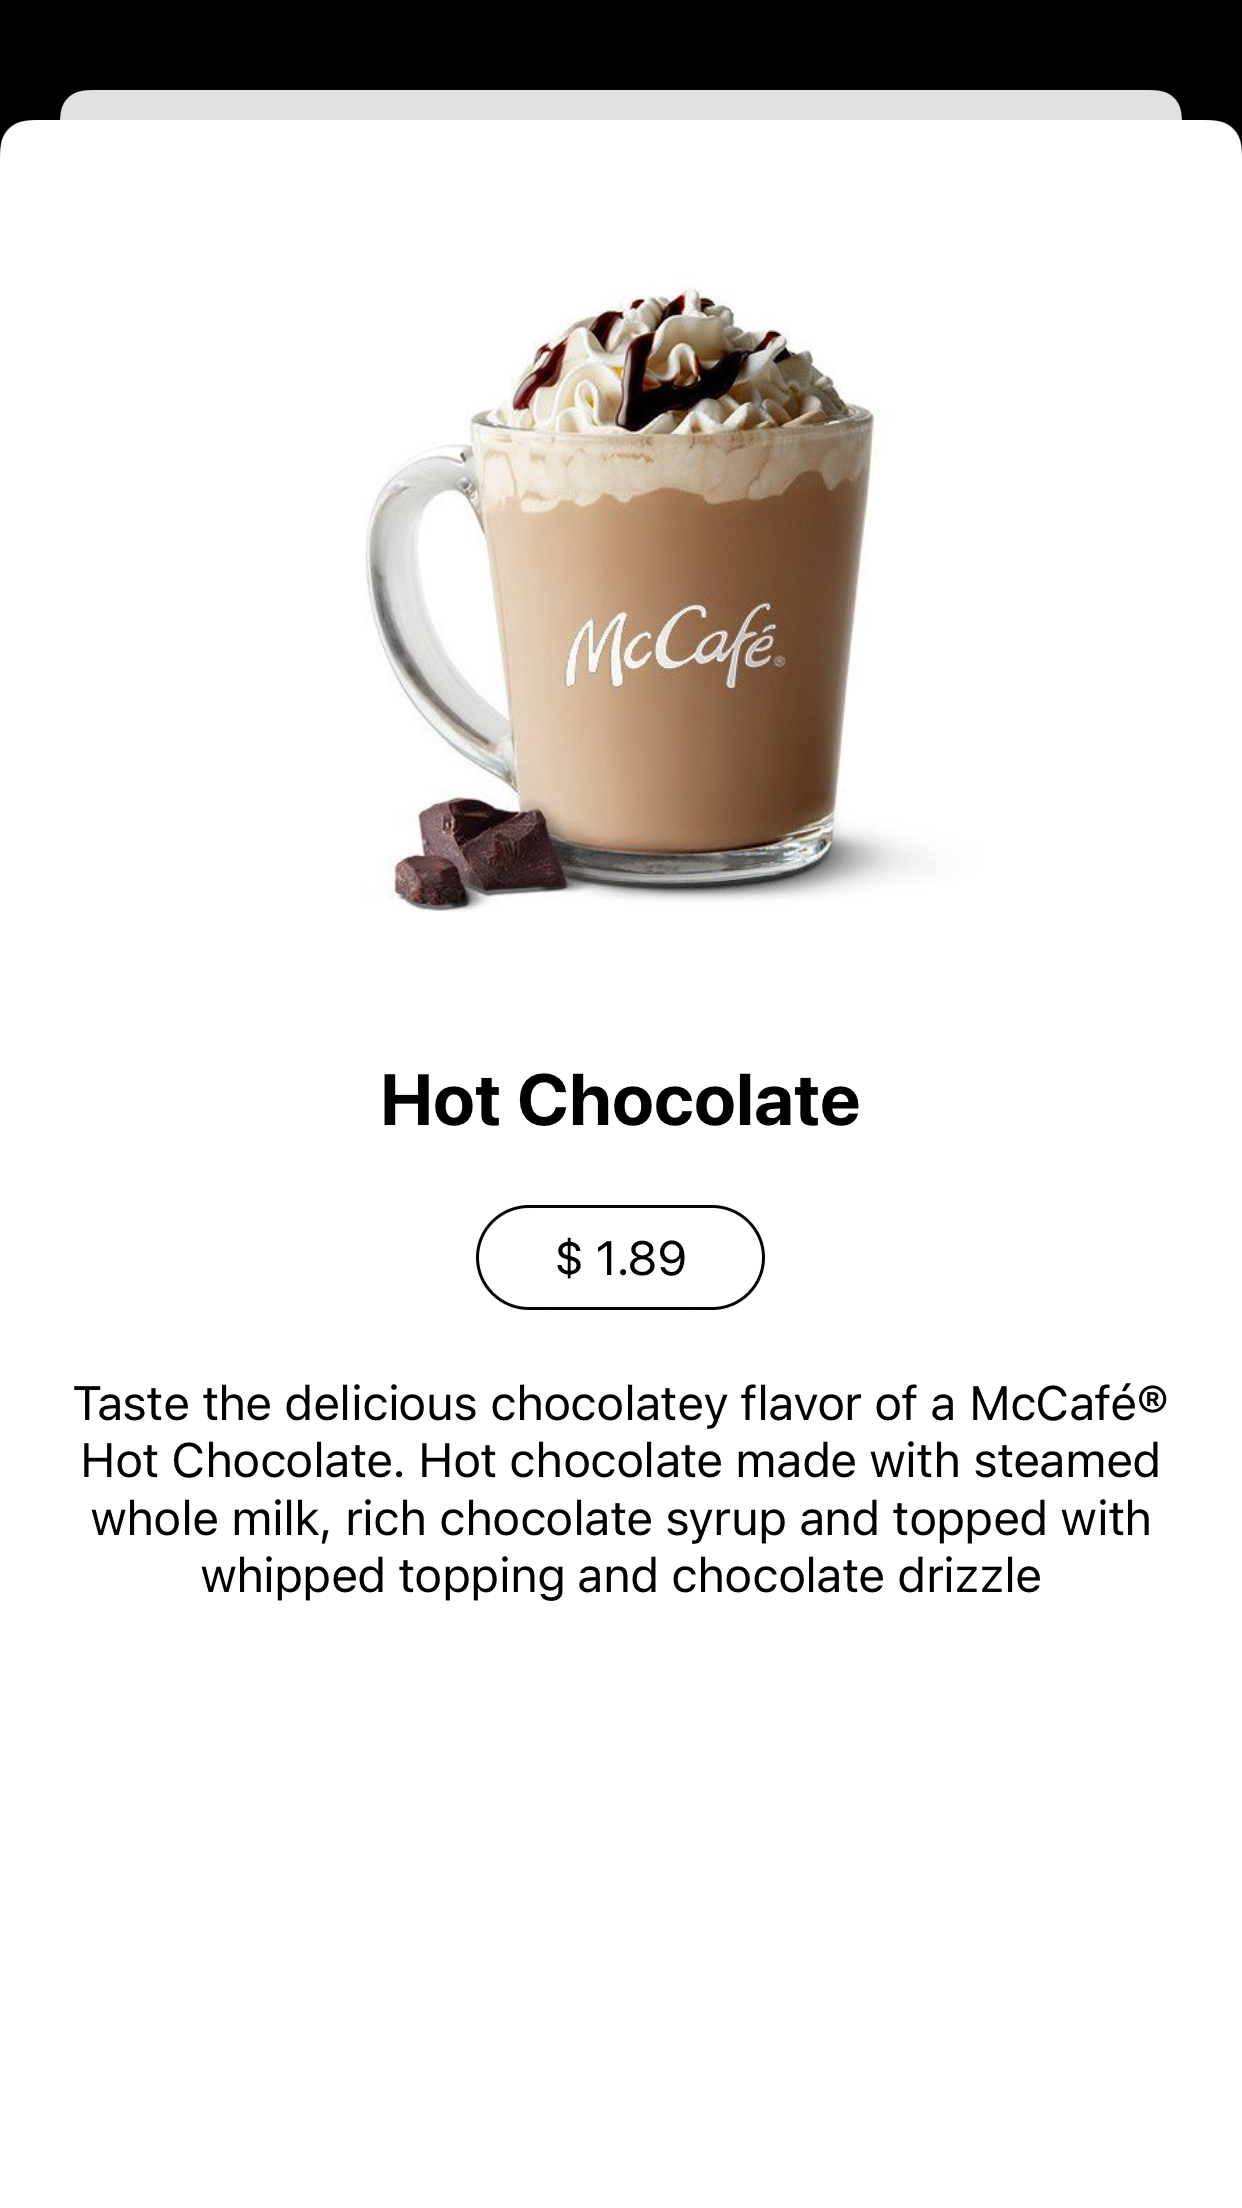 McCafé®
Hot Chocolate
$ 1.89
Taste the delicious chocolatey flavor of a McCafé®
Hot Chocolate. Hot chocolate made with steamed
whole milk, rich chocolate syrup and topped with
whipped topping and chocolate drizzle